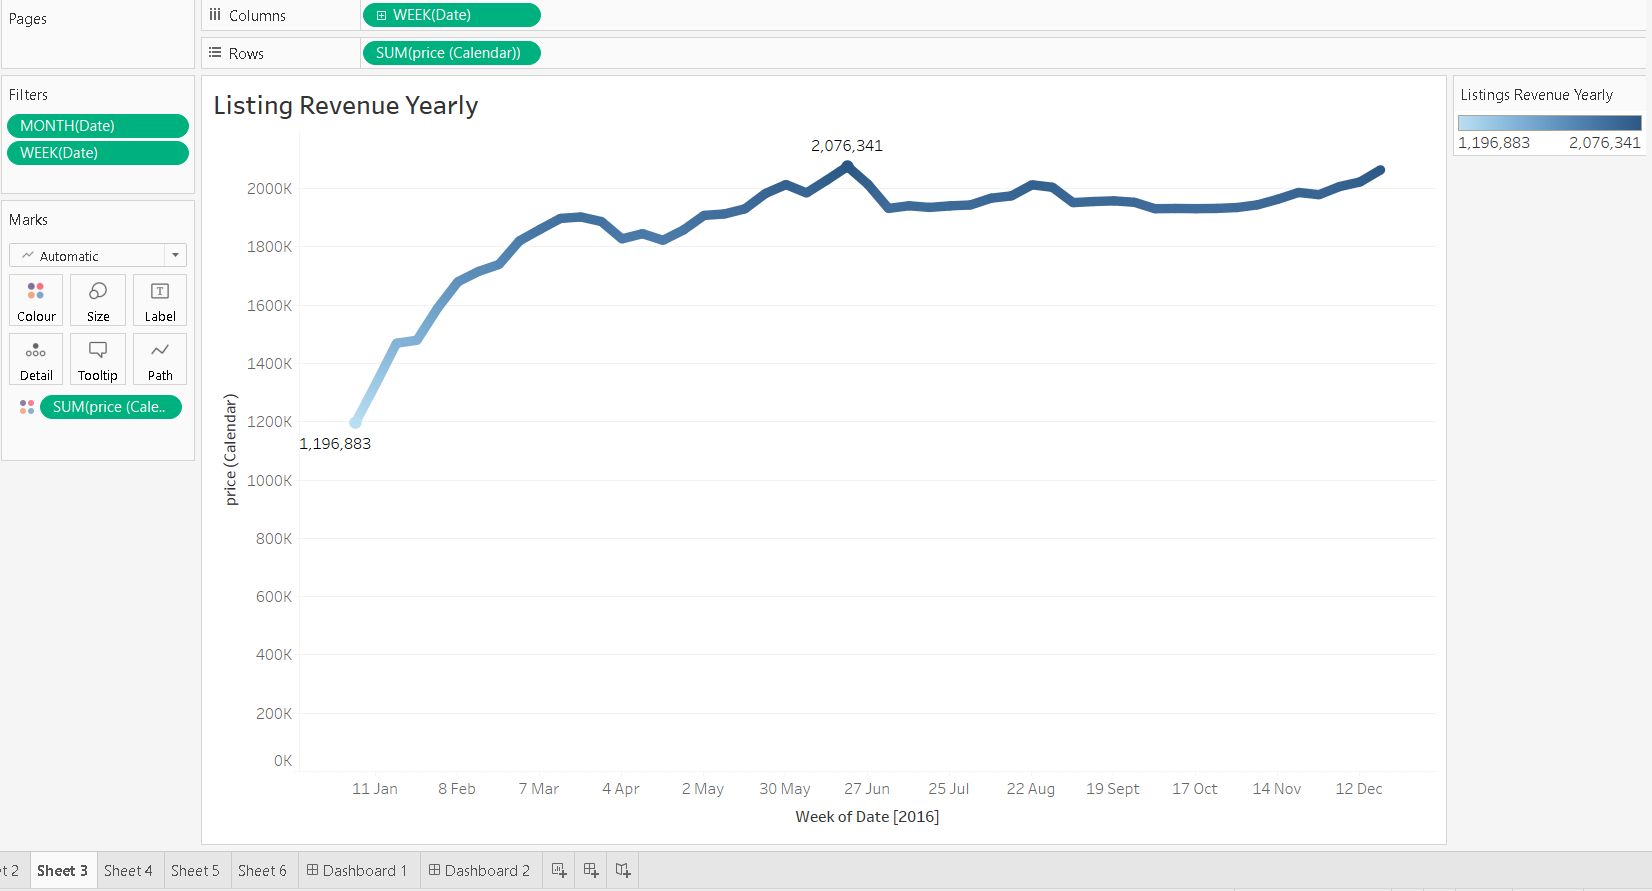 Pages
Columns
WEEK(Date)
Rows
SUM(price (Calendar))
Filters
MONTH(Date)
WEEK(Date)
Marks
Automatic
Colour
Size
Label
Detail
Tooltip
Path
SUM(price (Cale..
Listing Revenue Yearly
2,076,341
1,196,883
price (Calendar)
2000K
1800K
1600K
1400K
1200K
1000K
800K
600K
400K
200K
0K
11 Jan
8 Feb
7 Mar
4 Apr
2 May
30 May
27 Jun
25 Jul
22 Aug
19 Sept
17 Oct
14 Nov
12 Dec
Week of Date [2016]
Listings Revenue Yearly
1,196,883
2,076,341
t 2
Sheet 3
Sheet 4
Sheet 5
Sheet 6
Dashboard 1
Dashboard 2